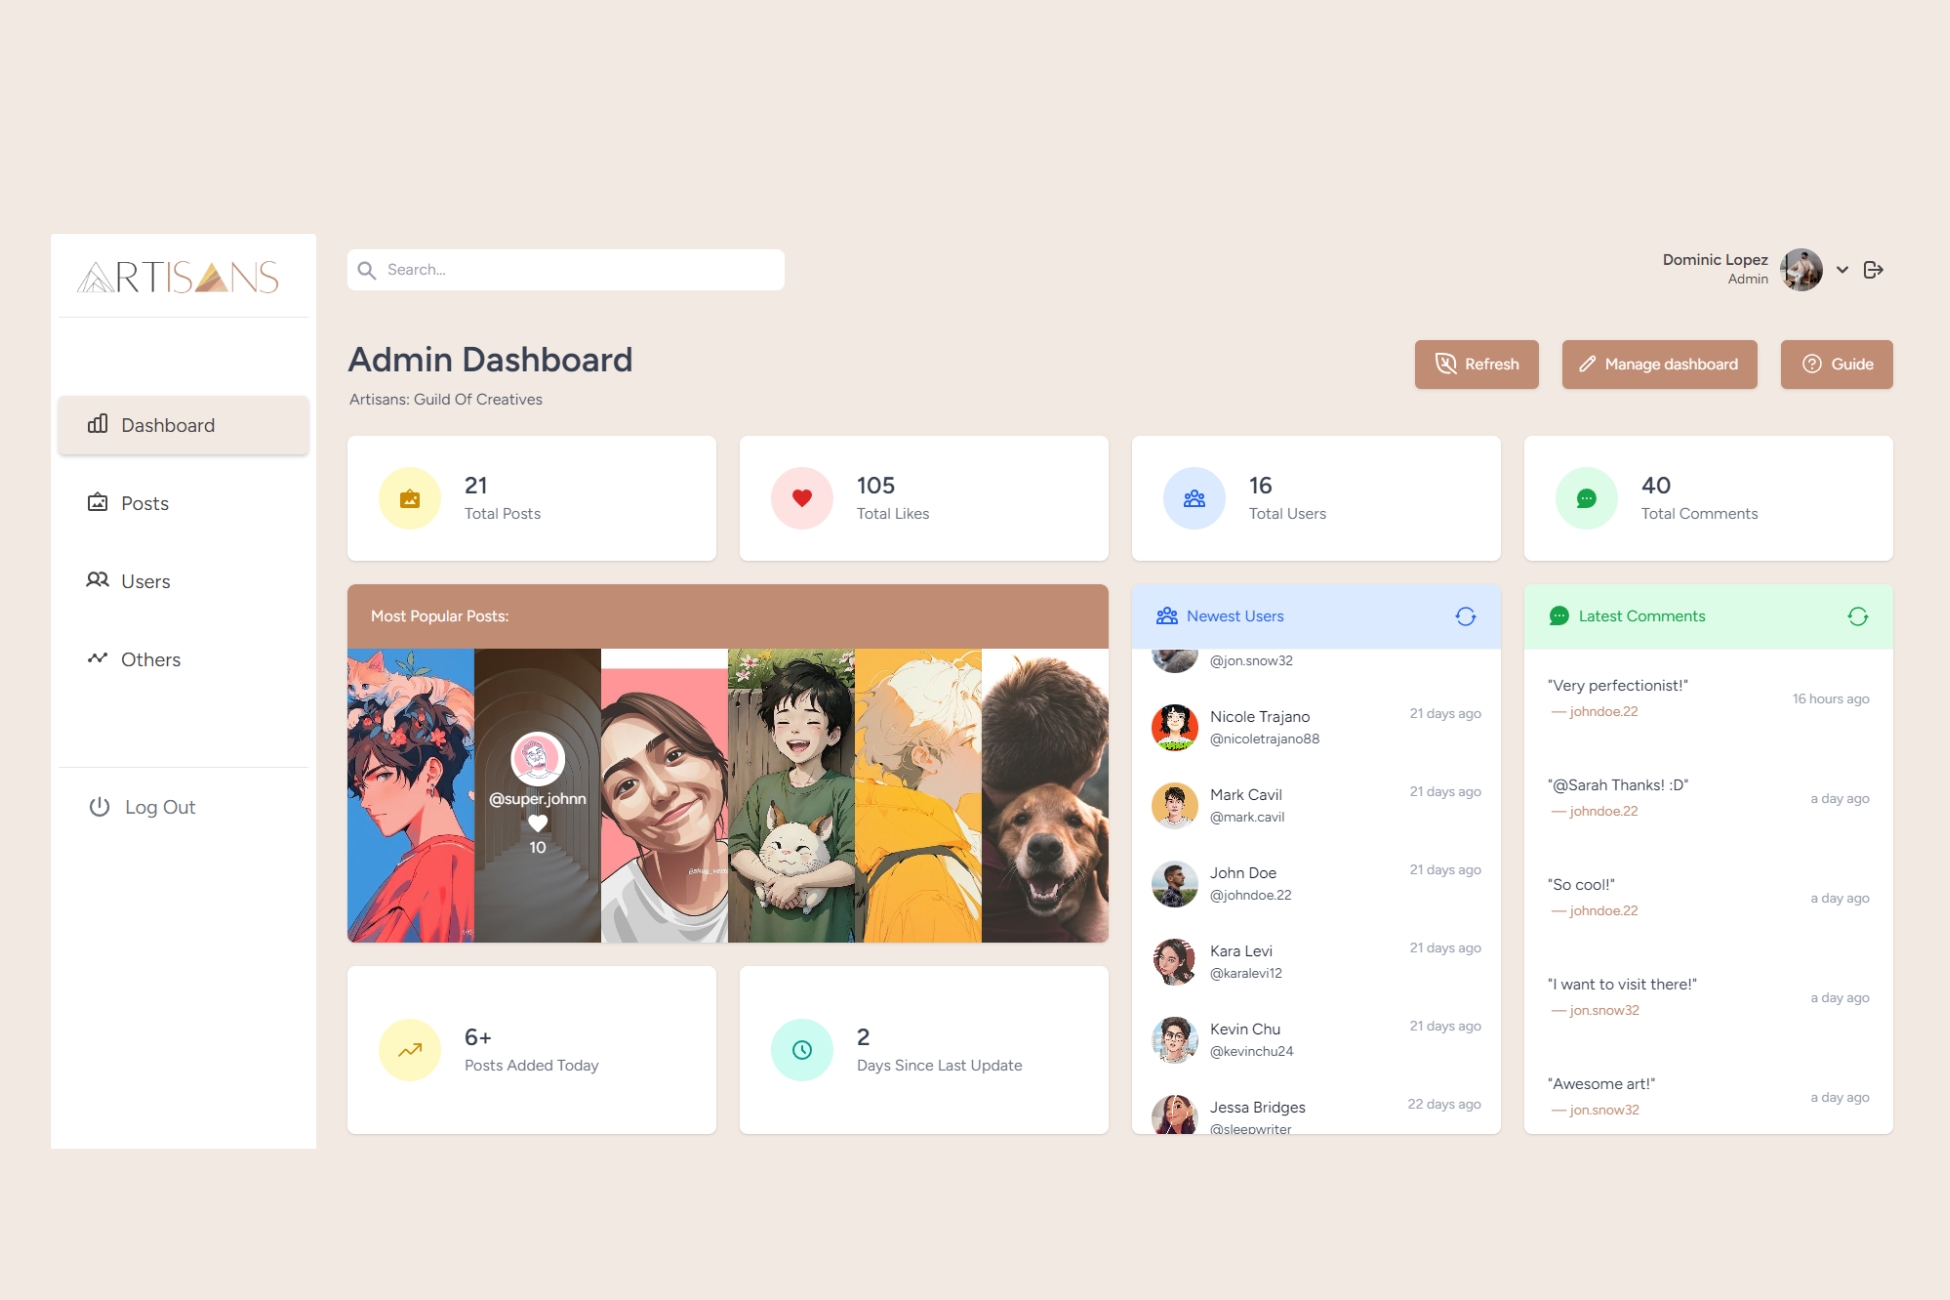 ARTISANS
Search...
Dominic Lopez
Admin
Admin Dashboard
Artisans: Guild Of Creatives
Refresh
Manage dashboard
Guide
Dashboard
Posts
Users
Others
Log Out
21
Total Posts
105
Total Likes
16
Total Users
40
Total Comments
Most Popular Posts:
@super.johnn
10
6+
Posts Added Today
2
Days Since Last Update
Newest Users
@jon.snow32
Nicole Trajano
21 days ago
@nicoletrajano88
Mark Cavil
21 days ago
@mark.cavil
John Doe
21 days ago
@johndoe.22
Kara Levi
21 days ago
@karalevi12
Kevin Chu
21 days ago
@kevinchu24
Jessa Bridges
22 days ago
@sleepwriter
Latest Comments
"Very perfectionist!"
16 hours ago
— johndoe.22
"@Sarah Thanks! :D"
a day ago
— johndoe.22
"So cool!"
a day ago
— johndoe.22
"I want to visit there!"
a day ago
— jon.snow32
"Awesome art!"
a day ago
— jon.snow32